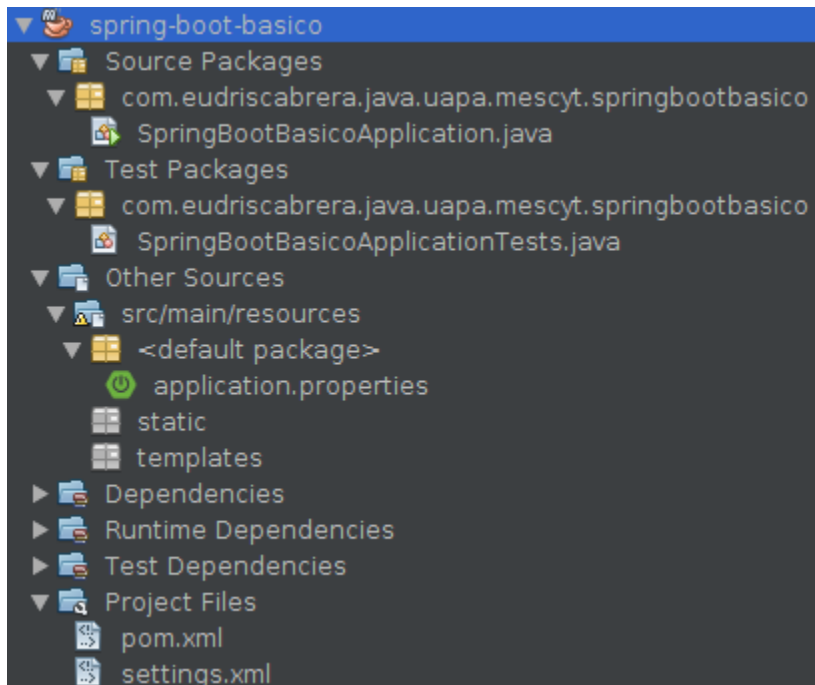 spring-boot-basico
Source Packages
com.eudriscabrera.java.uapa.mescyt.springbootbasico
SpringBootBasicoApplication.java
Test Packages
com.eudriscabrera.java.uapa.mescyt.springbootbasico
SpringBootBasicoApplicationTests.java
Other Sources
src/main/resources
<default package>
application.properties
static
templates
Dependencies
Runtime Dependencies
Test Dependencies
Project Files
pom.xml
settings.xml